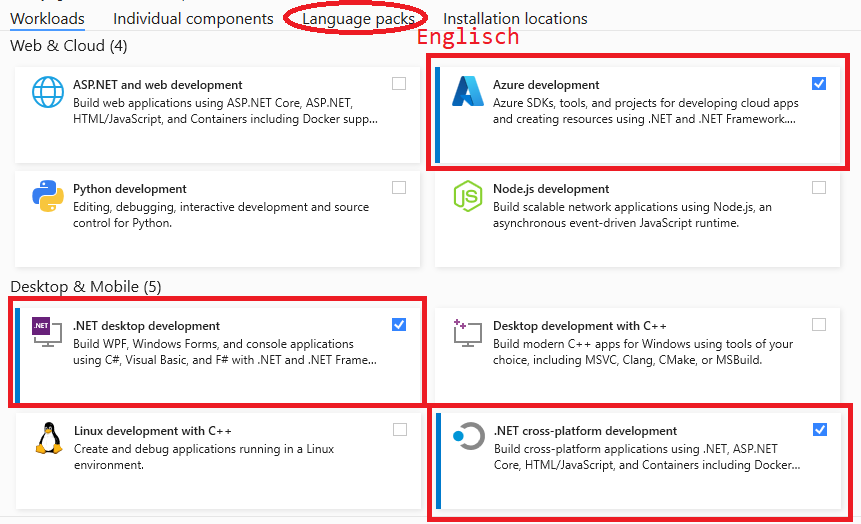 Workloads Individual components Language packs Installation locations
Englisch
Web & Cloud (4)
ASP.NET and web development
Build web applications using ASP.NET Core, ASP.NET,
HTML/JavaScript, and Containers including Docker supp...
Azure development
Azure SDKs, tools, and projects for developing cloud apps
and creating resources using .NET and .NET Framework....
Python development
Editing, debugging, interactive development and source
control for Python.
Node.js development
Build scalable network applications using Node.js, an
asynchronous event-driven JavaScript runtime.
Desktop & Mobile (5)
.NET
.NET desktop development
Build WPF, Windows Forms, and console applications
using C#, Visual Basic, and F# with .NET and .NET Frame...
Desktop development with C++
Build modern C++ apps for Windows using tools of your
choice, including MSVC, Clang, CMake, or MSBuild.
Linux development with C++
Create and debug applications running in a Linux
environment.
.NET cross-platform development
Build cross-platform applications using .NET, ASP.NET
Core, HTML/JavaScript, and Containers including Docker...